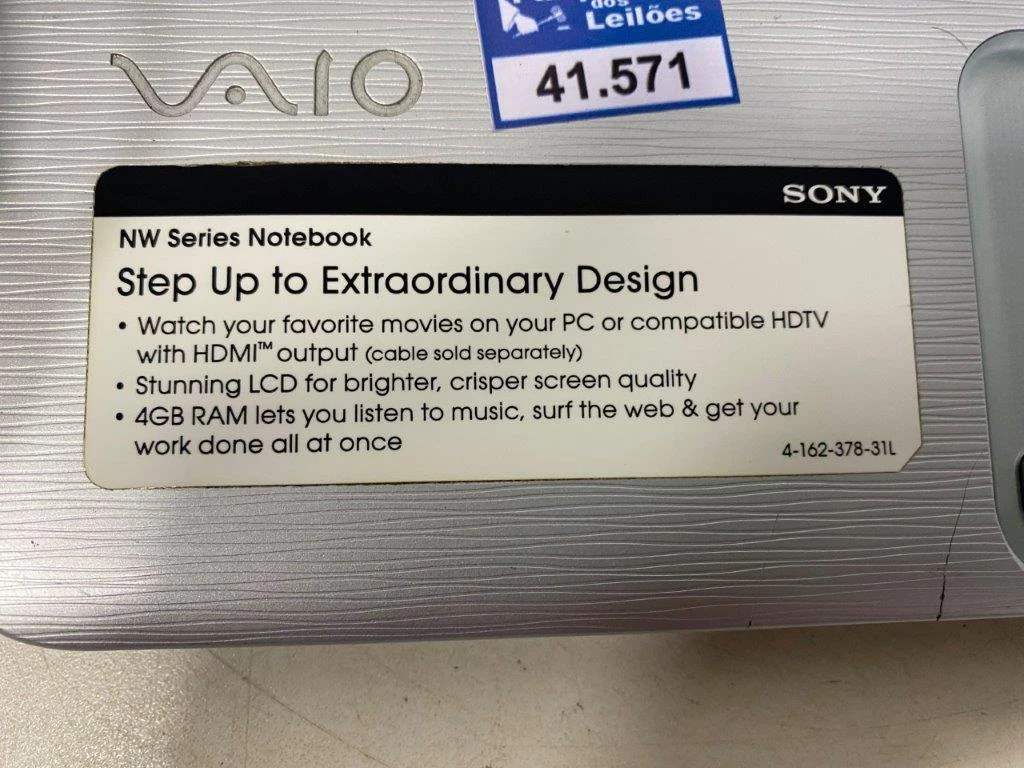 dos
Leilões
41.571
VAIO
SONY
NW Series Notebook
Step Up to Extraordinary Design
• Watch your favorite movies on your PC or compatible HDTV
with HDMI™ output (cable sold separately)
• Stunning LCD for brighter, crisper screen quality
• 4GB RAM lets you listen to music, surf the web & get your
work done all at once
4-162-378-31L